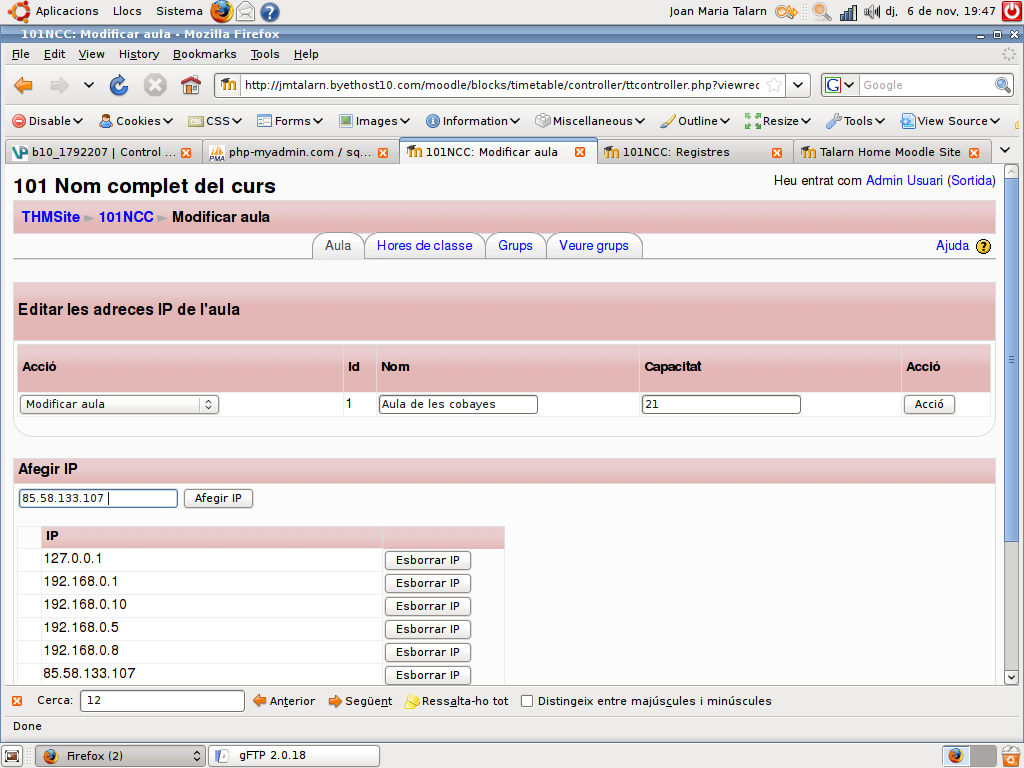 Aplicacions Llocs Sistema Joan Maria Talarn dj, 6 de nov, 19:47
101NCC: Modificar aula - Mozilla Firefox
File Edit View History Bookmarks Tools Help
http://jmtalarn.byethost10.com/moodle/blocks/timetable/controller/ttcontroller.php?viewrec G Google
Disable Cookies CSS Forms Images Information Miscellaneous Outline Resize Tools View Source
b10_1792207 | Control ... PMA php-myadmin.com / sq... 101NCC: Modificar aula 101NCC: Registres Talarn Home Moodle Site
101 Nom complet del curs
Heu entrat com Admin Usuari (Sortida)
THMSite ► 101NCC ► Modificar aula
Aula Hores de classe Grups Veure grups Ajuda ?
Editar les adreces IP de l'aula
Acció Id Nom Capacitat Acció
Modificar aula 1 Aula de les cobayes 21 Acció
Afegir IP
85.58.133.107 Afegir IP
IP
127.0.0.1 Esborrar IP
192.168.0.1 Esborrar IP
192.168.0.10 Esborrar IP
192.168.0.5 Esborrar IP
192.168.0.8 Esborrar IP
85.58.133.107 Esborrar IP
Cerca: 12 Anterior Següent Ressalta-ho tot Distingeix entre majúscules i minúscules
Done
Firefox (2) gFTP 2.0.18